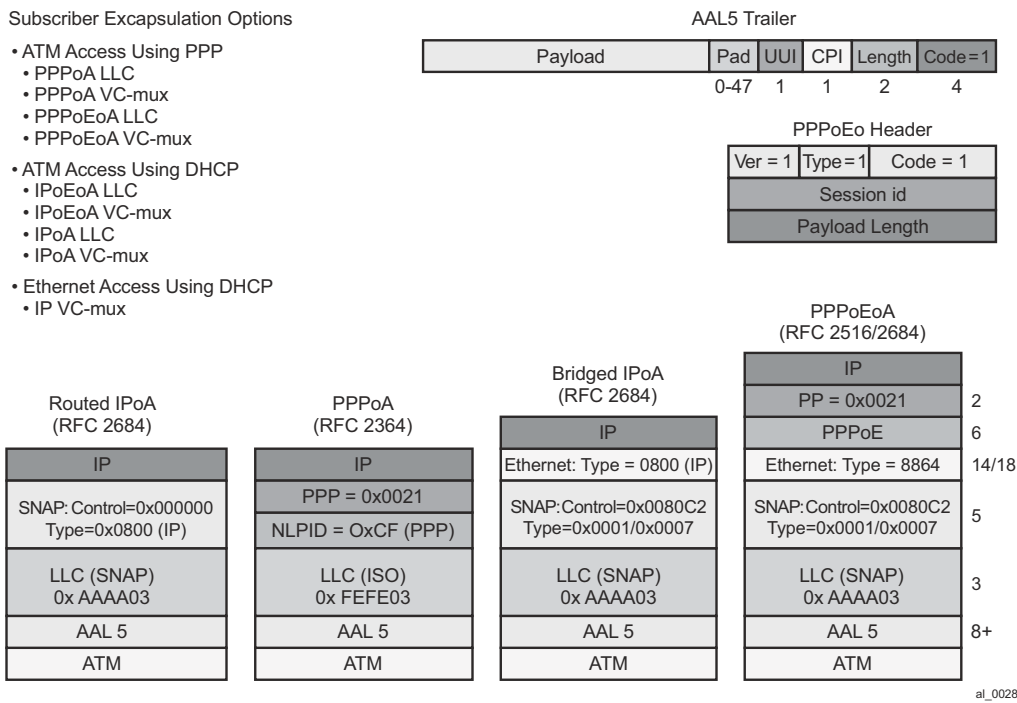 Subscriber Excapsulation Options
• ATM Access Using PPP
• PPPoA LLC
• PPPoA VC-mux
• PPPoEoA LLC
• PPPoEoA VC-mux
• ATM Access Using DHCP
• IPoEoA LLC
• IPoEoA VC-mux
• IPoA LLC
• IPoA VC-mux
• Ethernet Access Using DHCP
• IP VC-mux
AAL5 Trailer
Payload Pad UUI CPI Length Code=1
0-47 1 1 2 4
PPPoEo Header
Ver = 1 Type=1 Code = 1
Session id
Payload Length
Routed IPoA
(RFC 2684)
IP
SNAP: Control=0x000000
Type=0x0800 (IP)
LLC (SNAP)
0x AAAA03
AAL 5
ATM
PPPoA
(RFC 2364)
IP
PPP = 0x0021
NLPID = OxCF (PPP)
LLC (ISO)
0x FEFE03
AAL 5
ATM
Bridged IPoA
(RFC 2684)
IP
Ethernet: Type = 0800 (IP)
SNAP: Control=0x0080C2
Type=0x0001/0x0007
LLC (SNAP)
0x AAAA03
AAL 5
ATM
PPPoEoA
(RFC 2516/2684)
IP
PP = 0x0021 2
PPPoE 6
Ethernet: Type = 8864 14/18
SNAP: Control=0x0080C2
Type=0x0001/0x0007
5
LLC (SNAP)
0x AAAA03
3
AAL 5 8+
ATM
al_0028